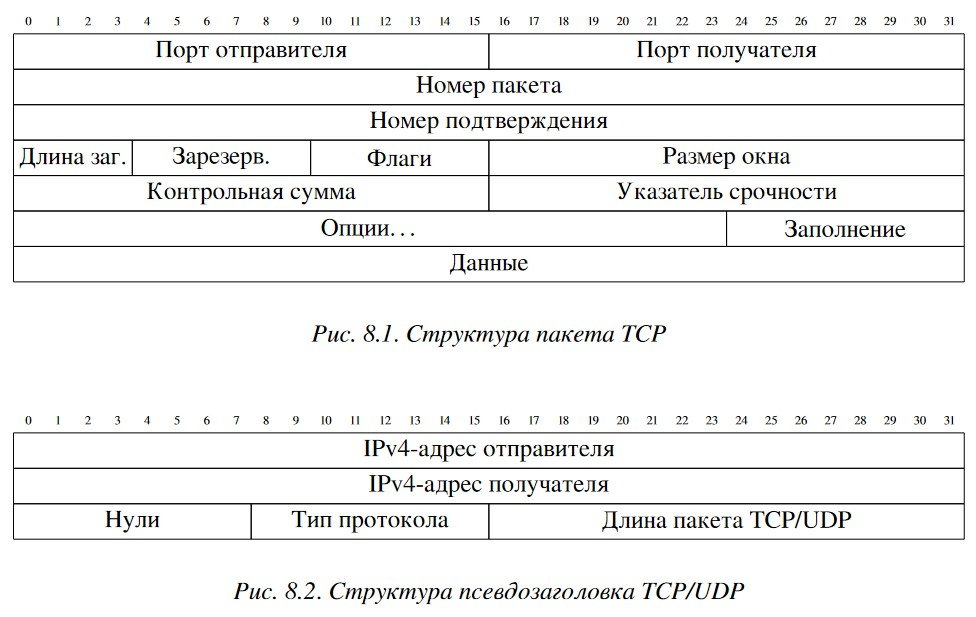 0 1 2 3 4 5 6 7 8 9 10 11 12 13 14 15 16 17 18 19 20 21 22 23 24 25 26 27 28 29 30 31
Порт отправителя Порт получателя
Номер пакета
Номер подтверждения
Длина заг. Зарезерв. Флаги Размер окна
Контрольная сумма Указатель срочности
Опции... Заполнение
Данные
Рис. 8.1. Структура пакета TCP
0 1 2 3 4 5 6 7 8 9 10 11 12 13 14 15 16 17 18 19 20 21 22 23 24 25 26 27 28 29 30 31
IPv4-адрес отправителя
IPv4-адрес получателя
Нули Тип протокола Длина пакета TCP/UDP
Рис. 8.2. Структура псевдозаголовка TCP/UDP